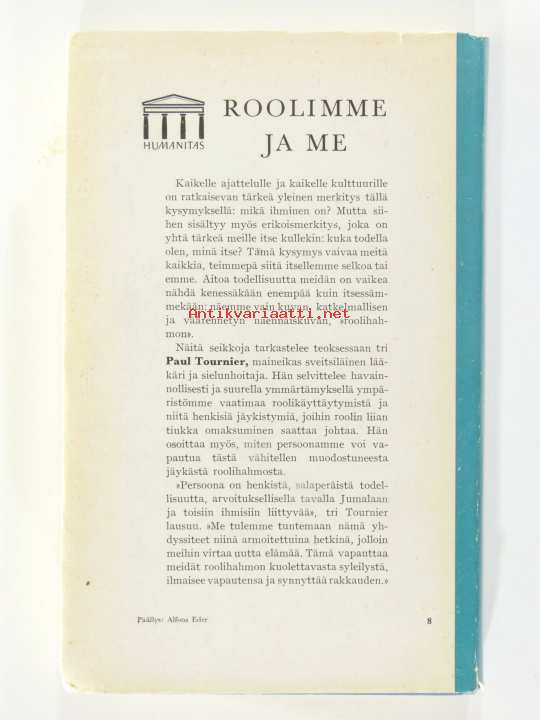 HUMANITAS
ROOLIMME
JA ME
Kaikelle ajattelulle ja kaikelle kulttuurille
on ratkaisevan tärkeä yleinen merkitys tällä
kysymyksellä: mikä ihminen on? Mutta sii-
hen sisältyy myös erikoismerkitys, joka on
yhtä tärkeä meille itse kullekin: kuka todella
olen, minä itse? Tämä kysymys vaivaa meitä
kaikkia, teimmepä siitä itsellemme selkoa tai
emme. Aitoa todellisuutta meidän on vaikea
nähdä kenessäkään enempää kuin itsessäm-
mekään: näemme vain kuvan, katkelmallisen
Antikvariaatti.net
ja väärennetyn näennäiskuvan, »roolihah-
mon».
Näitä seikkoja tarkastelee teoksessaan tri
Paul Tournier, maineikas sveitsiläinen lää-
käri ja sielunhoitaja. Hän selvittelee havain-
nollisesti ja suurella ymmärtämyksellä ympä-
ristömme vaatimaa roolikäyttäytymistä ja
niitä henkisiä jäykistymiä, joihin roolin liian
tiukka omaksuminen saattaa johtaa. Hän
osoittaa myös, miten persoonamme voi va-
pautua tästä vähitellen muodostuneesta
jäykästä roolihahmosta.
»Persoona on henkistä, salaperäistä todel-
lisuutta, arvoituksellisella tavalla Jumalaan
ja toisiin ihmisiin liittyvää», tri Tournier
lausuu. »Me tulemme tuntemaan nämä yh-
dyssiteet niinä armoitettuina hetkinä, jolloin
meihin virtaa uutta elämää. Tämä vapauttaa
meidät roolihahmon kuolettavasta syleilystä,
ilmaisee vapautensa ja synnyttää rakkauden.»
Päällys: Alfons Eder
8